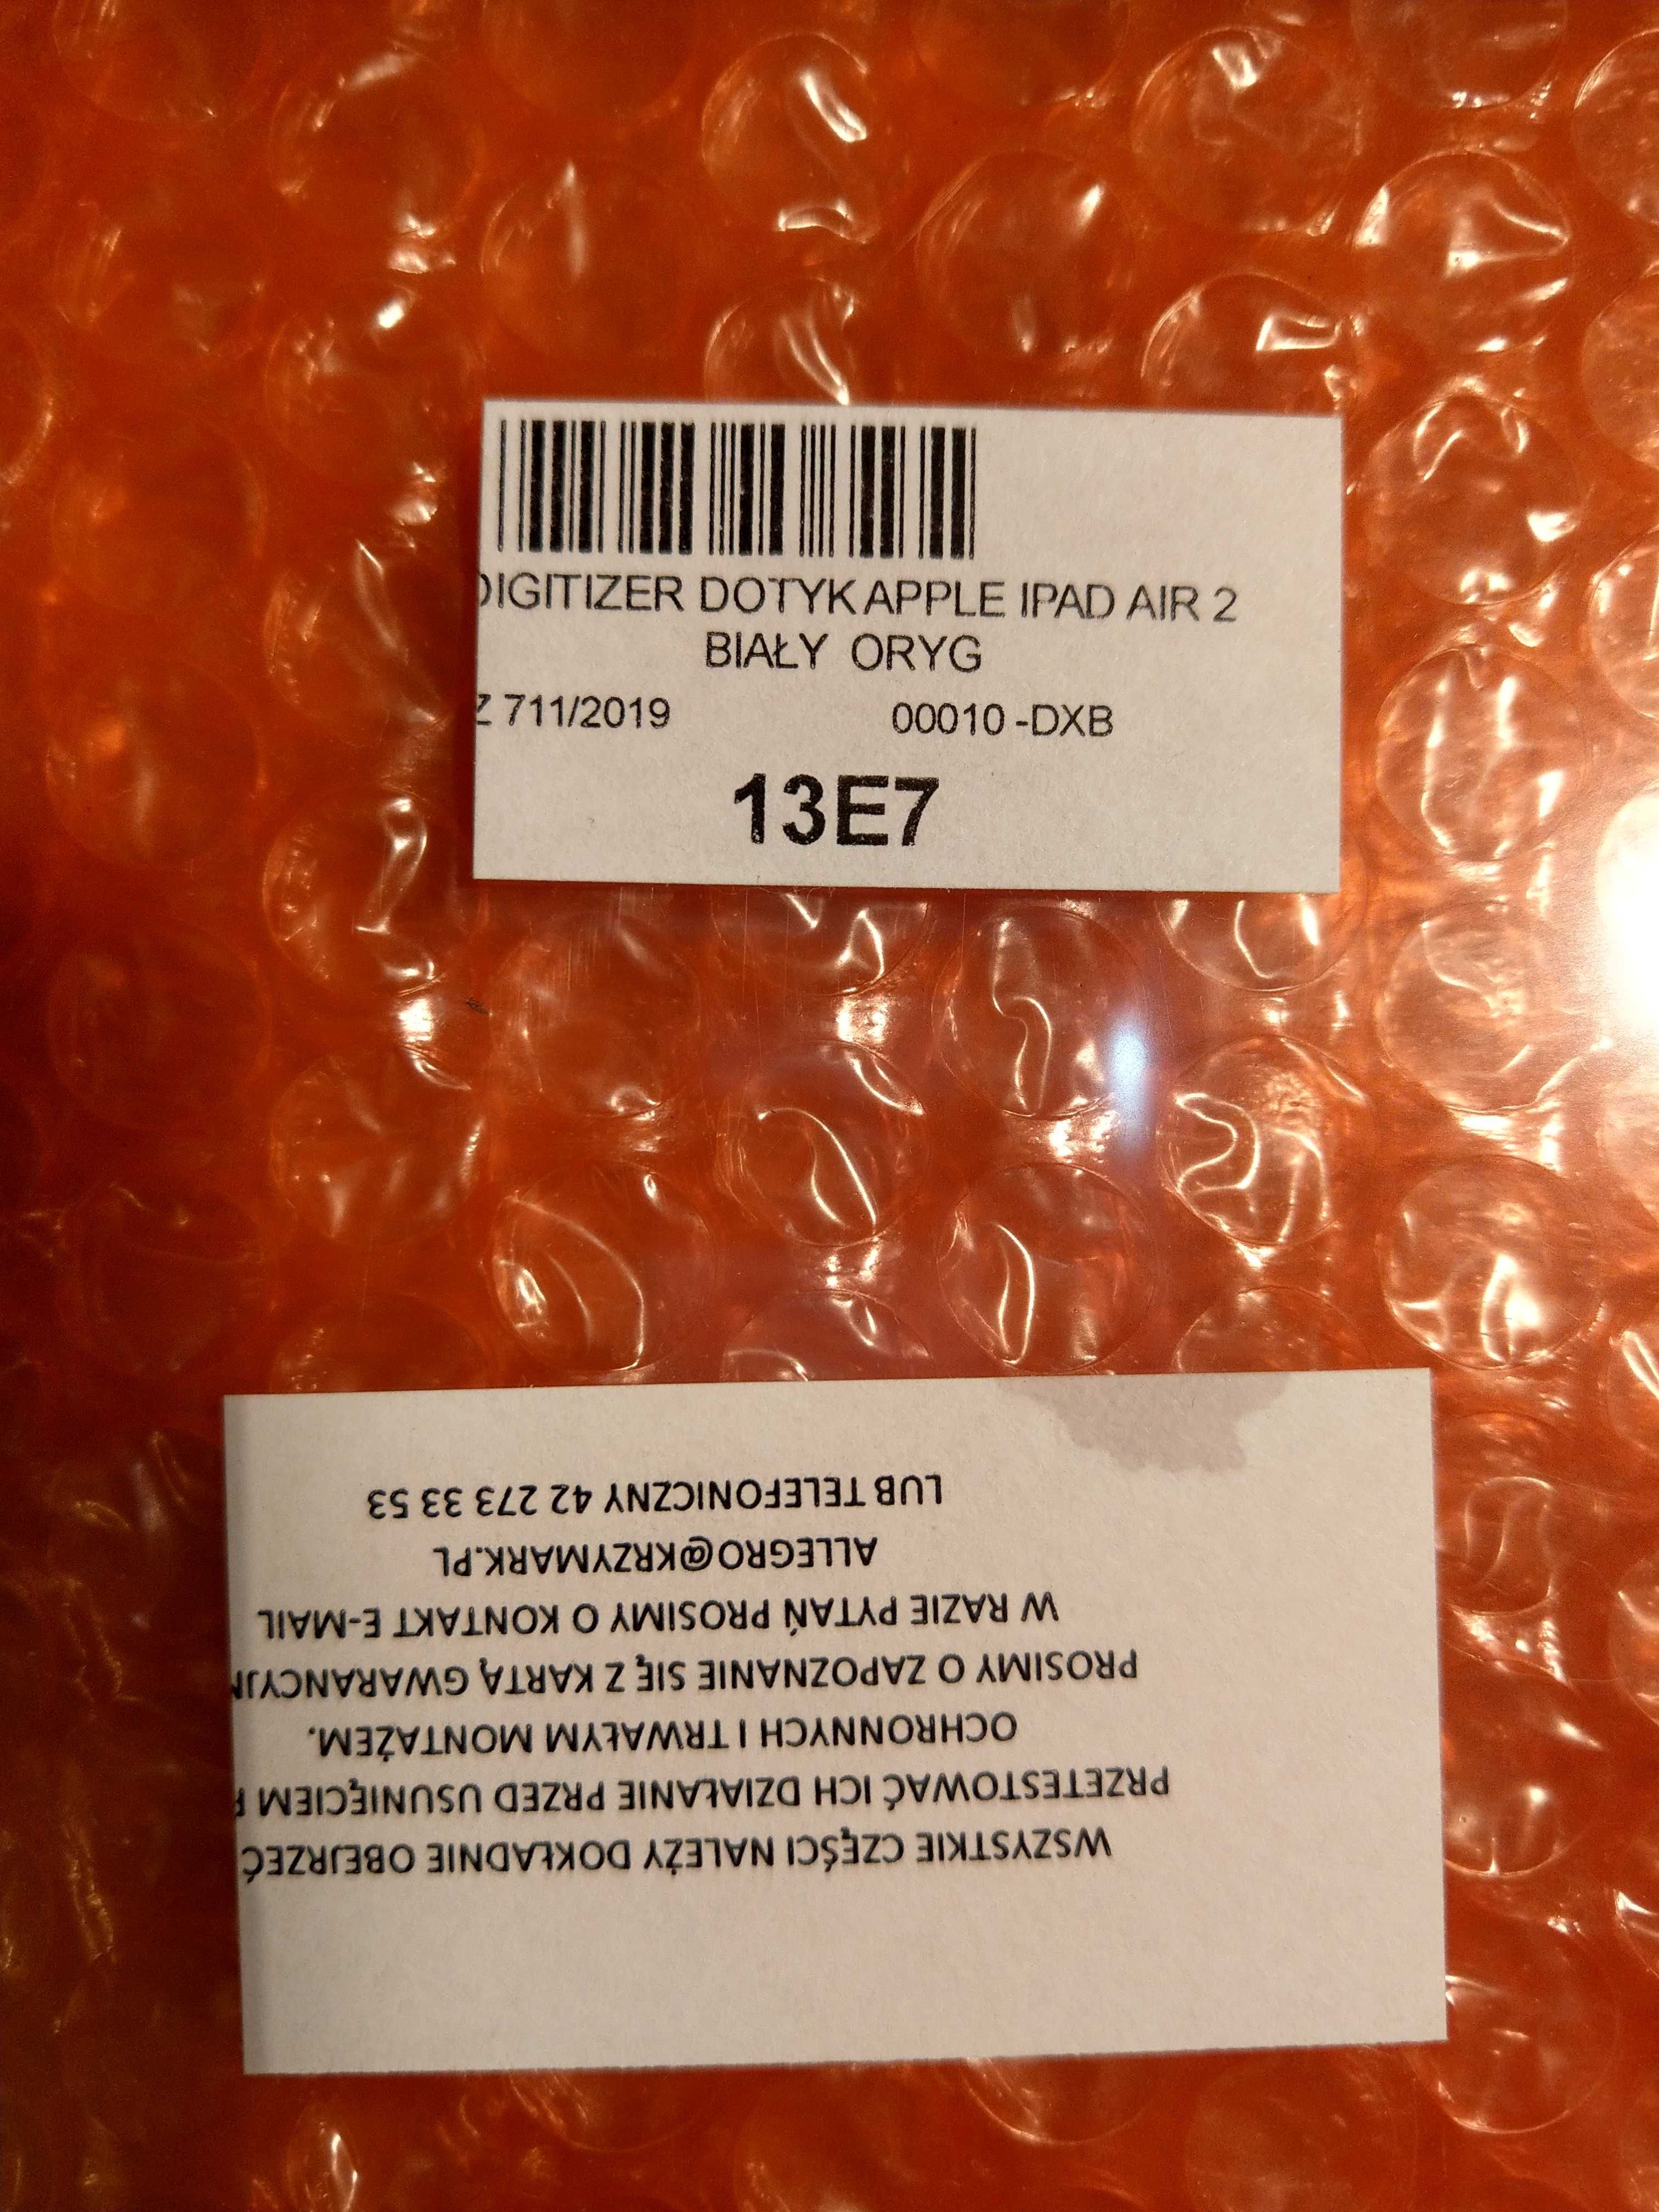 DIGITIZER DOTYK APPLE IPAD AIR 2
BIAŁY ORYG
Z 711/2019 00010 -DXB
13E7
WSZYSTKIE CZĘŚCI NALEŻY DOKŁADNIE OBEJRZEĆ
PRZETESTOWAĆ ICH DZIAŁANIE PRZED USUNIĘCIEM
OCHRONNYCH I TRWAŁYM MONTAŻEM.
PROSIMY O ZAPOZNANIE SIĘ Z KARTĄ GWARANCYJN
W RAZIE PYTAŃ PROSIMY O KONTAKT E-MAIL
ALLEGRO@KRZYMARK.PL
LUB TELEFONICZNY 42 273 33 53